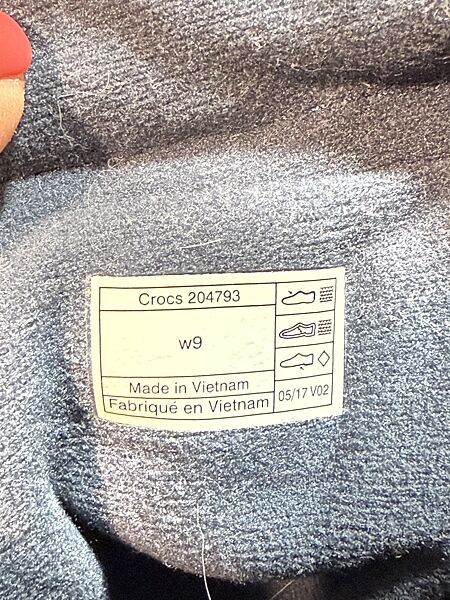 Crocs 204793
w9
Made in Vietnam
Fabriqué en Vietnam
05/17 V02